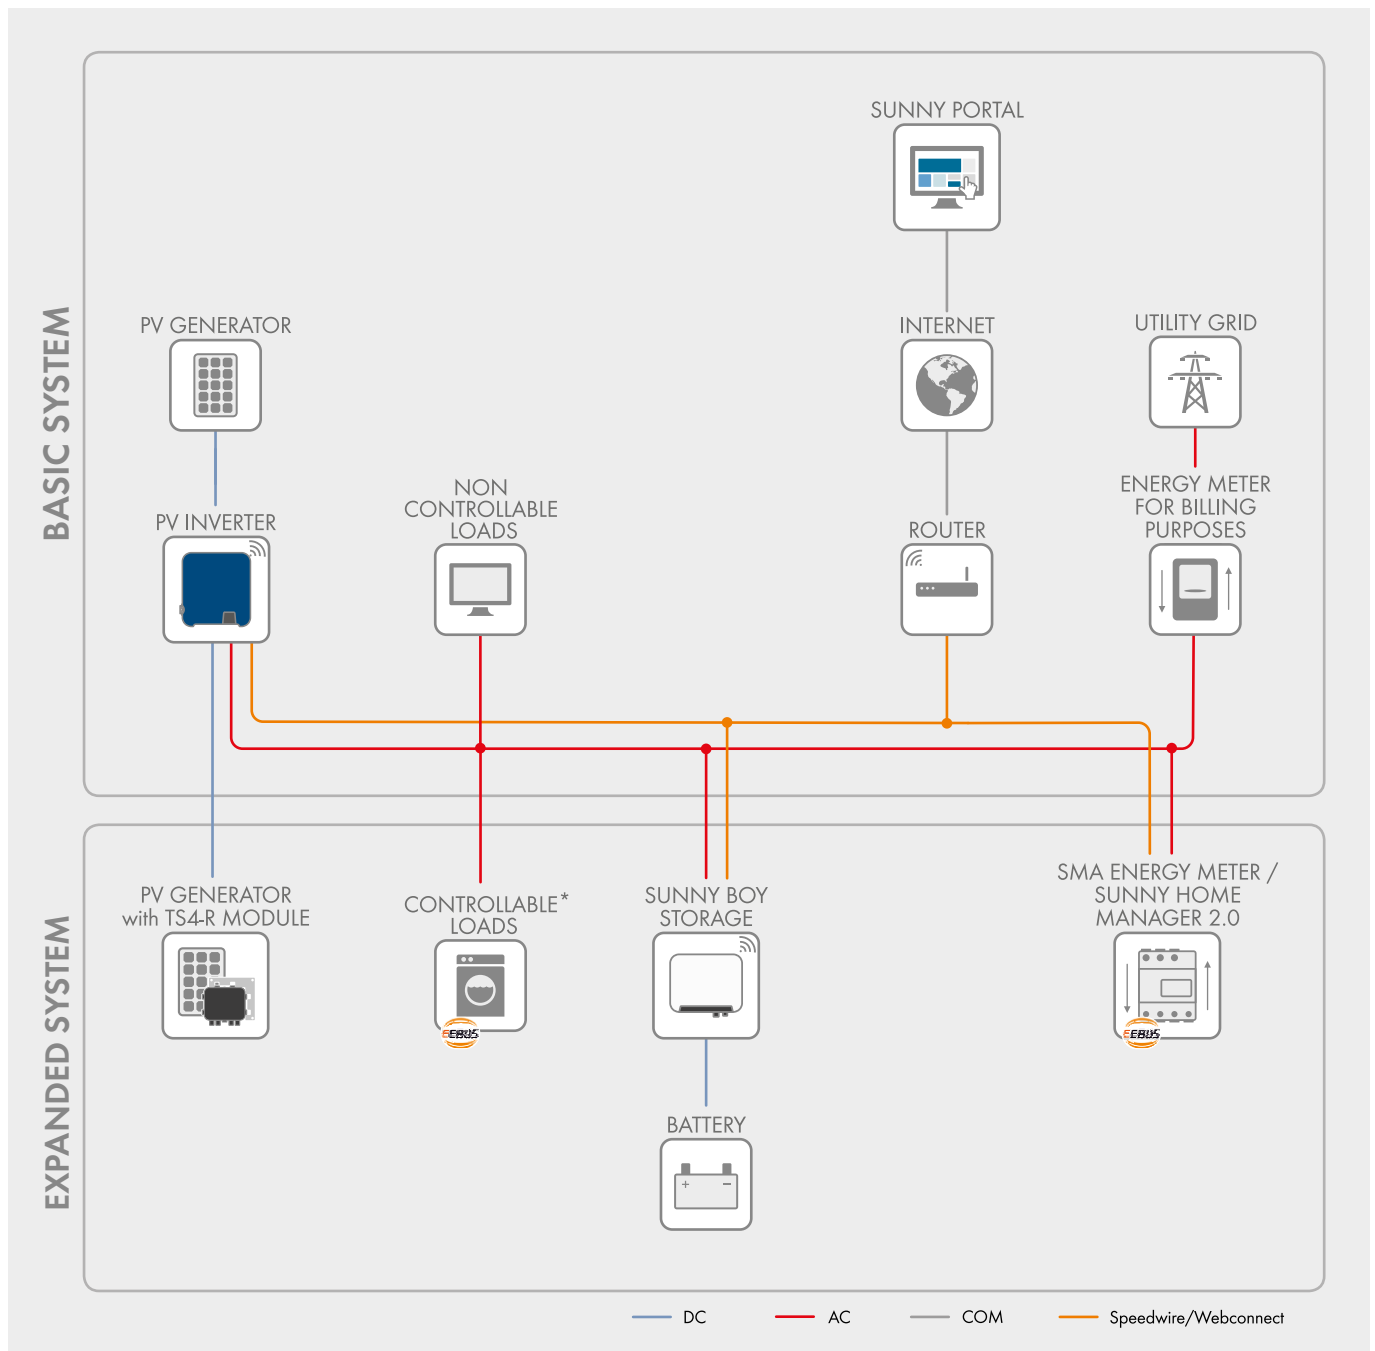 BASIC SYSTEM
SUNNY PORTAL
PV GENERATOR
INTERNET
UTILITY GRID
NON
CONTROLLABLE
LOADS
ENERGY METER
FOR BILLING
PURPOSES
PV INVERTER
ROUTER
EXPANDED SYSTEM
PV GENERATOR
with TS4-R MODULE
CONTROLLABLE*
LOADS
EEBUS
SUNNY BOY
STORAGE
SMA ENERGY METER /
SUNNY HOME
MANAGER 2.0
EEBUS
BATTERY
+ −
DC
AC
COM
Speedwire/Webconnect